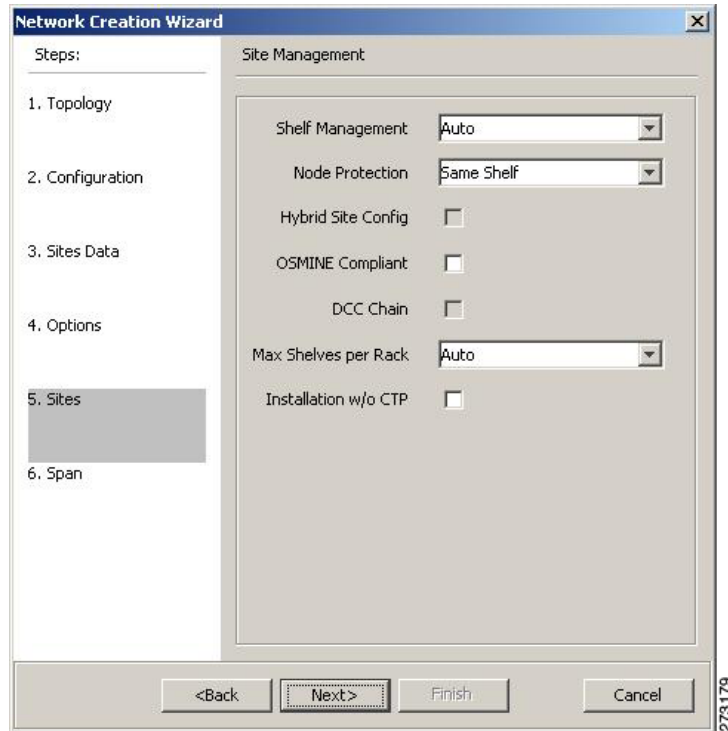 Network Creation Wizard
Steps:
1. Topology
2. Configuration
3. Sites Data
4. Options
5. Sites
6. Span
Site Management
Shelf Management Auto
Node Protection Same Shelf
Hybrid Site Config
OSMINE Compliant
DCC Chain
Max Shelves per Rack Auto
Installation w/o CTP
<Back Next> Finish Cancel
273179